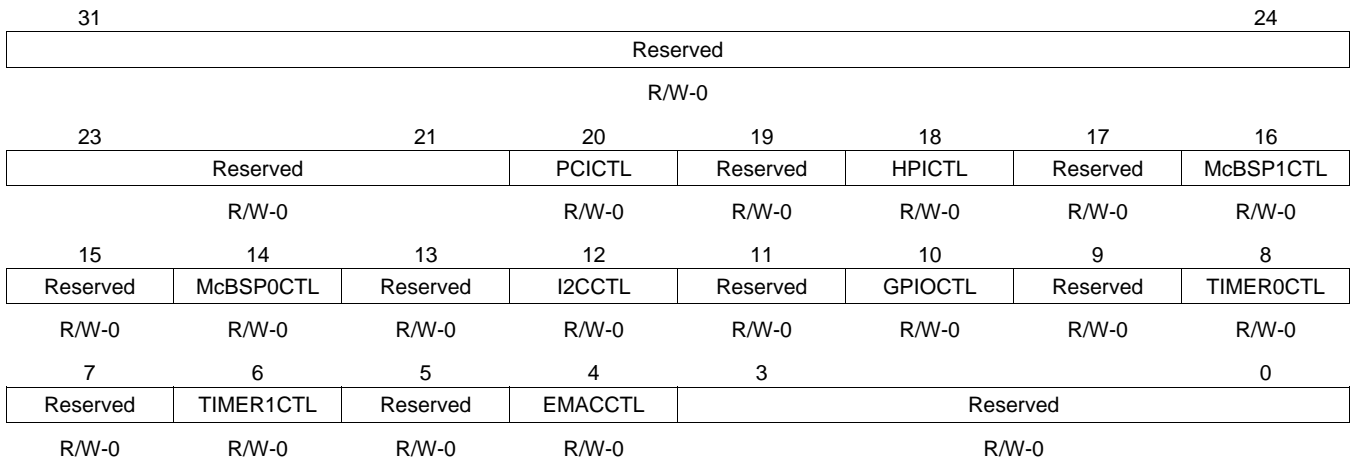 31 24
Reserved
R/W-0
23 21 20 19 18 17 16
Reserved PCICTL Reserved HPICTL Reserved McBSP1CTL
R/W-0 R/W-0 R/W-0 R/W-0 R/W-0 R/W-0
15 14 13 12 11 10 9 8
Reserved McBSP0CTL Reserved I2CCTL Reserved GPIOCTL Reserved TIMER0CTL
R/W-0 R/W-0 R/W-0 R/W-0 R/W-0 R/W-0 R/W-0 R/W-0
7 6 5 4 3 0
Reserved TIMER1CTL Reserved EMACCTL Reserved
R/W-0 R/W-0 R/W-0 R/W-0 R/W-0